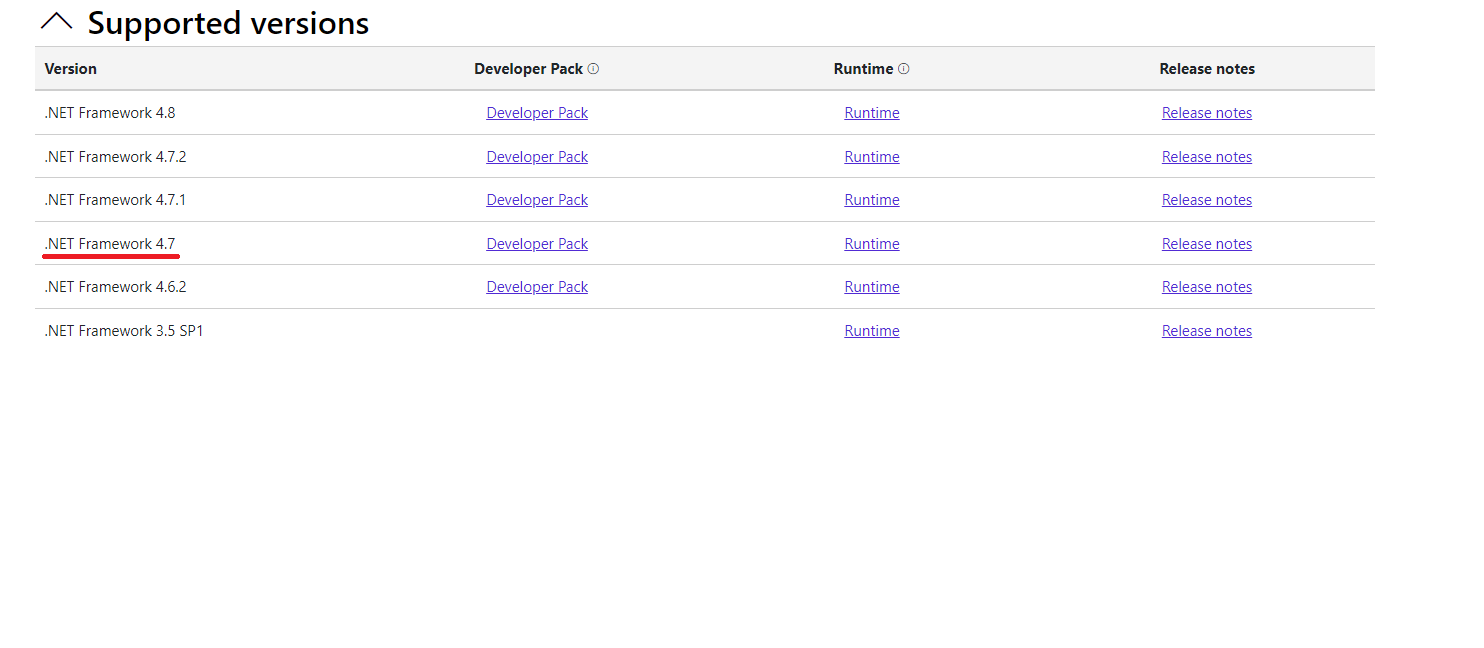 Supported versions
Version Developer Pack Runtime Release notes
.NET Framework 4.8 Developer Pack Runtime Release notes
.NET Framework 4.7.2 Developer Pack Runtime Release notes
.NET Framework 4.7.1 Developer Pack Runtime Release notes
.NET Framework 4.7 Developer Pack Runtime Release notes
.NET Framework 4.6.2 Developer Pack Runtime Release notes
.NET Framework 3.5 SP1 Runtime Release notes